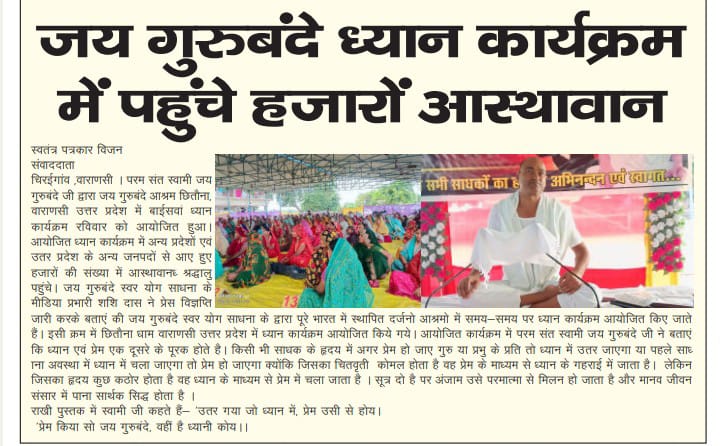 जय गुरुबंदे ध्यान कार्यक्रम
में पहुंचे हजारों आस्थावान
स्वतंत्र पत्रकार विजन
संवाददाता
चिरईगांव ,वाराणसी । परम संत स्वामी जय
गुरुबंदे जी द्वारा जय गुरुबंदे आश्रम छितौना,
वाराणसी उत्तर प्रदेश में बाईसवां ध्यान
कार्यक्रम रविवार को आयोजित हुआ।
आयोजित ध्यान कार्यक्रम में अन्य प्रदेशों एवं
उत्तर प्रदेश के अन्य जनपदों से आए हुए
हजारों की संख्या में आस्थावानध् श्रद्धालु
पहुंचे। जय गुरुबंदे स्वर योग साधना के
मीडिया प्रभारी शशि दास ने प्रेस विज्ञप्ति
जारी करके बताएं की जय गुरुबंदे स्वर योग साधना के द्वारा पूरे भारत में स्थापित दर्जनो आश्रमो में समय–समय पर ध्यान कार्यक्रम आयोजित किए जाते
हैं। इसी क्रम में छितौना धाम वाराणसी उत्तर प्रदेश में ध्यान कार्यक्रम आयोजित किये गये। आयोजित कार्यक्रम में परम संत स्वामी जय गुरुबंदे जी ने बताएं
कि ध्यान एवं प्रेम एक दूसरे के पूरक होते है। किसी भी साधक के हृदय में अगर प्रेम हो जाए गुरु या प्रभु के प्रति तो ध्यान में उतर जाएगा या पहले साध
ना अवस्था में ध्यान में चला जाएगा तो प्रेम हो जाएगा क्योंकि जिसका चितवृती कोमल होता है वह प्रेम के माध्यम से ध्यान के गहराई में जाता है। लेकिन
जिसका हृदय कुछ कठोर होता है वह ध्यान के माध्यम से प्रेम में चला जाता है । सूत्र दो है पर अंजाम उसे परमात्मा से मिलन हो जाता है और मानव जीवन
संसार में पाना सार्थक सिद्ध होता है ।
राखी पुस्तक में स्वामी जी कहते हैं– 'उतर गया जो ध्यान में, प्रेम उसी से होय।
'प्रेम किया सो जय गुरुबंदे, वहीं है ध्यानी कोय।।
सभी साधकों का अभिनन्दन एवं स्वागत...
13